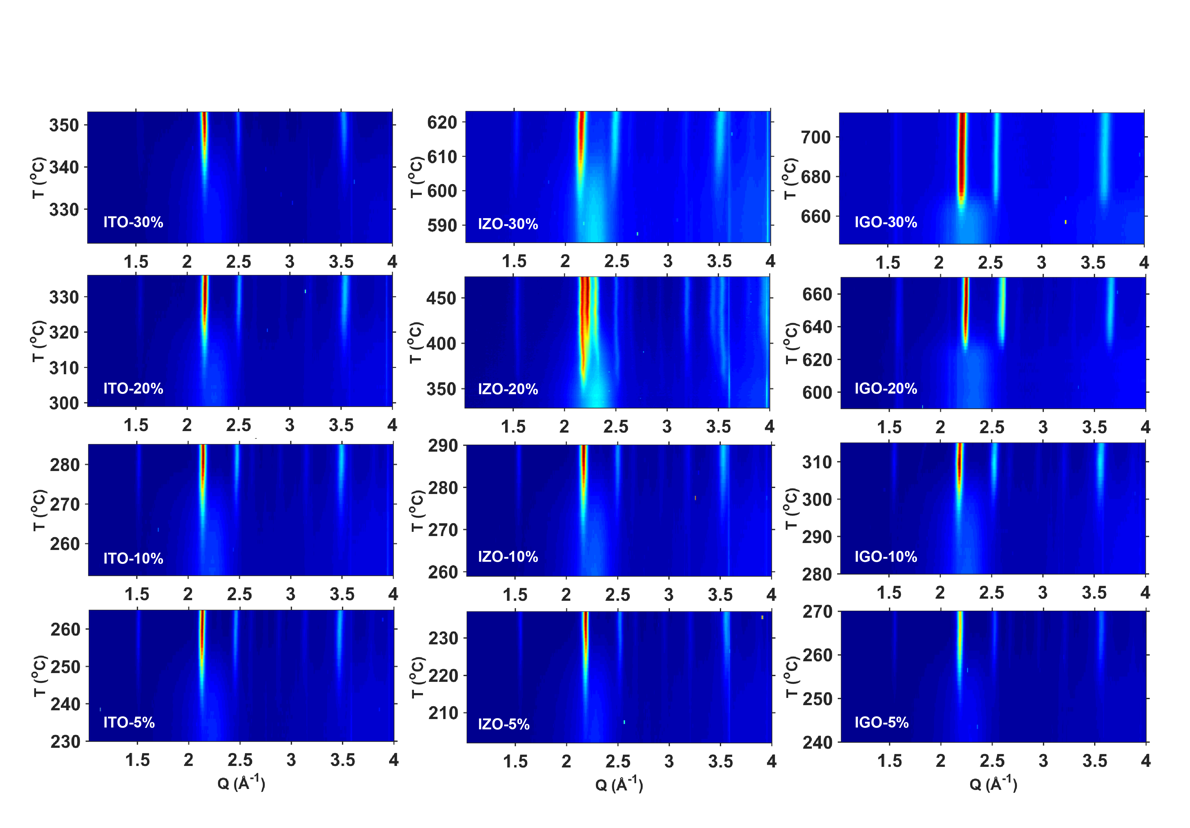 350
340
330
T (°C)
ITO-30%
1.5 2 2.5 3 3.5 4
620
610
600
590
T (°C)
IZO-30%
1.5 2 2.5 3 3.5 4
700
680
660
T (°C)
IGO-30%
1.5 2 2.5 3 3.5 4
330
320
310
300
T (°C)
ITO-20%
1.5 2 2.5 3 3.5 4
450
400
350
T (°C)
IZO-20%
1.5 2 2.5 3 3.5 4
660
640
620
600
T (°C)
IGO-20%
1.5 2 2.5 3 3.5 4
280
270
260
T (°C)
ITO-10%
1.5 2 2.5 3 3.5 4
290
280
270
260
T (°C)
IZO-10%
1.5 2 2.5 3 3.5 4
310
300
290
280
T (°C)
IGO-10%
1.5 2 2.5 3 3.5 4
260
250
240
230
T (°C)
ITO-5%
1.5 2 2.5 3 3.5 4
Q (Å⁻¹)
230
220
210
T (°C)
IZO-5%
1.5 2 2.5 3 3.5 4
Q (Å⁻¹)
270
260
250
240
T (°C)
IGO-5%
1.5 2 2.5 3 3.5 4
Q (Å⁻¹)